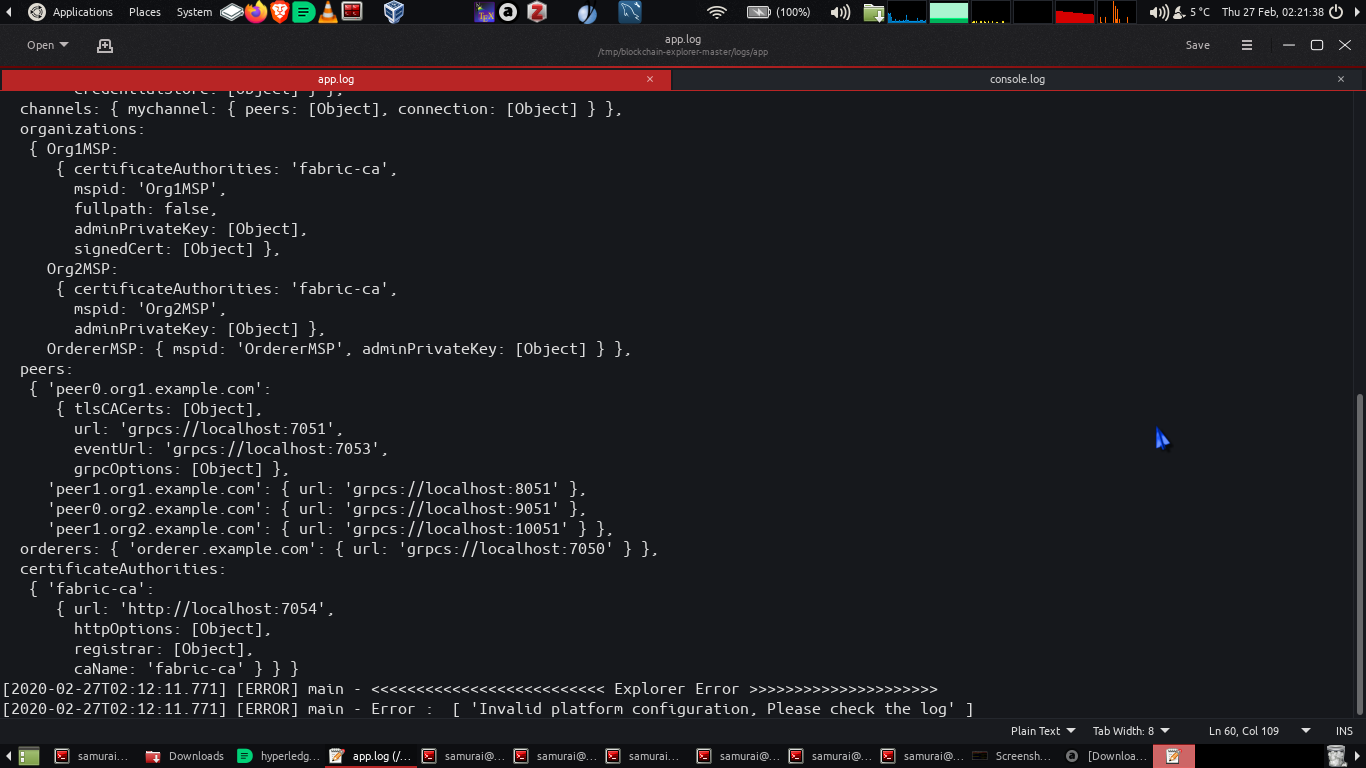 Applications Places System (100%) 5 °C Thu 27 Feb, 02:21:38
Open app.log Save
/tmp/blockchain-explorer-master/logs/app
app.log × console.log ×
credentialStore: [Object] } },
channels: { mychannel: { peers: [Object], connection: [Object] } },
organizations:
{ Org1MSP:
{ certificateAuthorities: 'fabric-ca',
mspid: 'Org1MSP',
fullpath: false,
adminPrivateKey: [Object],
signedCert: [Object] },
Org2MSP:
{ certificateAuthorities: 'fabric-ca',
mspid: 'Org2MSP',
adminPrivateKey: [Object] },
OrdererMSP: { mspid: 'OrdererMSP', adminPrivateKey: [Object] } },
peers:
{ 'peer0.org1.example.com':
{ tlsCACerts: [Object],
url: 'grpcs://localhost:7051',
eventUrl: 'grpcs://localhost:7053',
grpcOptions: [Object] },
'peer1.org1.example.com': { url: 'grpcs://localhost:8051' },
'peer0.org2.example.com': { url: 'grpcs://localhost:9051' },
'peer1.org2.example.com': { url: 'grpcs://localhost:10051' } },
orderers: { 'orderer.example.com': { url: 'grpcs://localhost:7050' } },
certificateAuthorities:
{ 'fabric-ca':
{ url: 'http://localhost:7054',
httpOptions: [Object],
registrar: [Object],
caName: 'fabric-ca' } } }
[2020-02-27T02:12:11.771] [ERROR] main - <<<<<<<<<<<<<<<<<<<<<<<<<< Explorer Error >>>>>>>>>>>>>>>>>>>>>
[2020-02-27T02:12:11.771] [ERROR] main - Error :  [ 'Invalid platform configuration, Please check the log' ]
Plain Text Tab Width: 8 Ln 60, Col 109 INS
samurai... Downloads hyperledg... app.log (/... samurai@... samurai@... samurai... samurai@... samurai@... samurai@... Screensh... [Downloa...